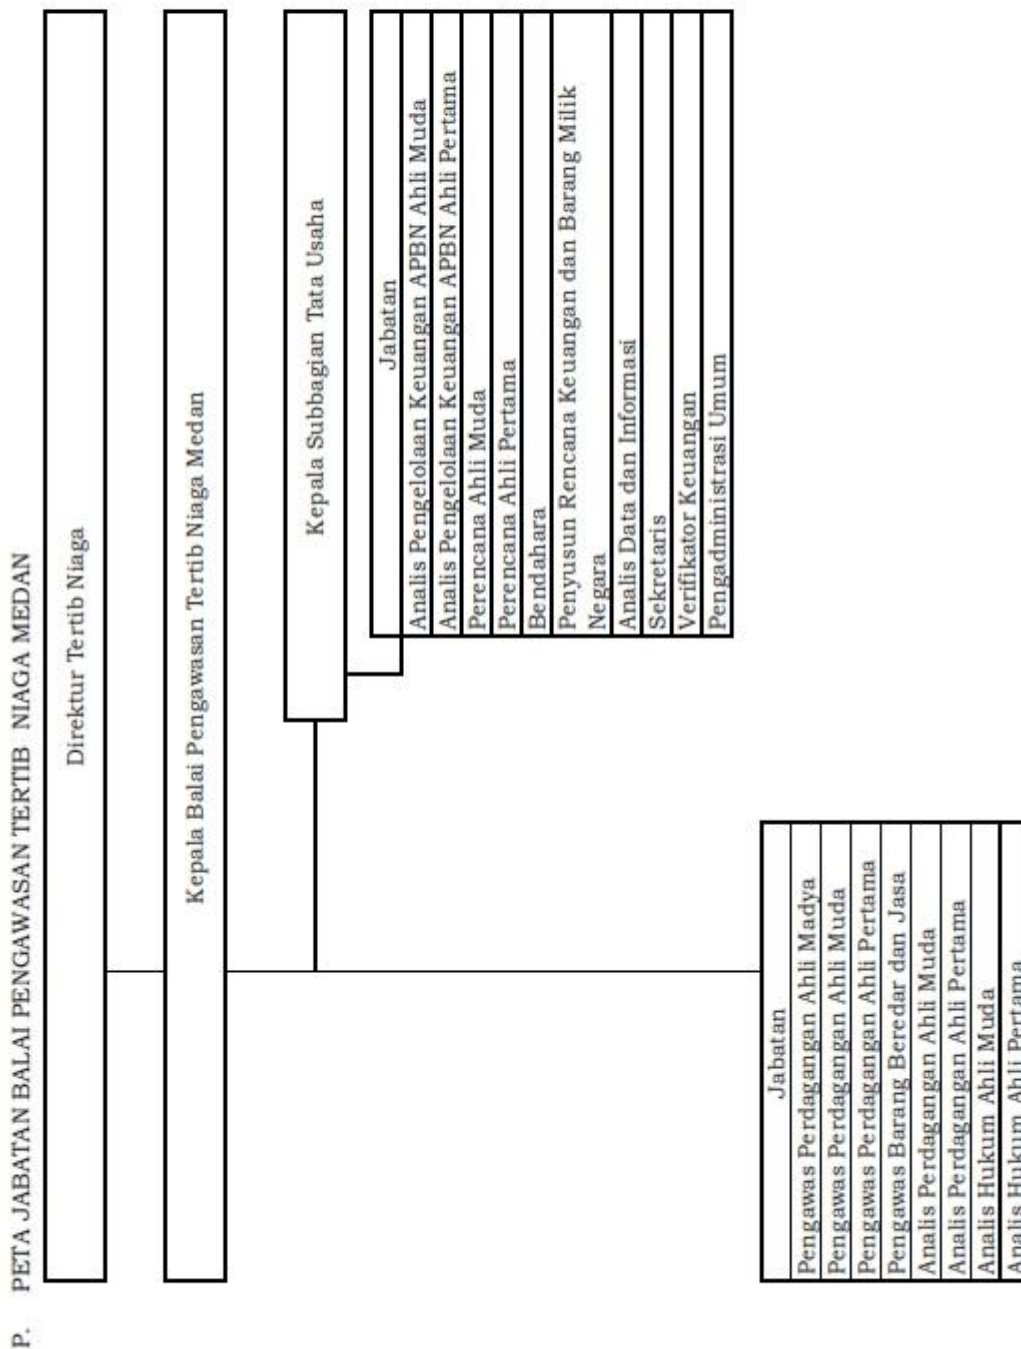 P. PETA JABATAN BALAI PENGAWASAN TERTIB NIAGA MEDAN
Direktur Tertib Niaga
Kepala Balai Pengawasan Tertib Niaga Medan
Kepala Subbagian Tata Usaha
Jabatan
Analis Pengelolaan Keuangan APBN Ahli Muda
Analis Pengelolaan Keuangan APBN Ahli Pertama
Perencana Ahli Muda
Perencana Ahli Pertama
Bendahara
Penyusun Rencana Keuangan dan Barang Milik
Negara
Analis Data dan Informasi
Sekretaris
Verifikator Keuangan
Pengadministrasi Umum
Jabatan
Pengawas Perdagangan Ahli Madya
Pengawas Perdagangan Ahli Muda
Pengawas Perdagangan Ahli Pertama
Pengawas Barang Beredar dan Jasa
Analis Perdagangan Ahli Muda
Analis Perdagangan Ahli Pertama
Analis Hukum Ahli Muda
Analis Hukum Ahli Pertama